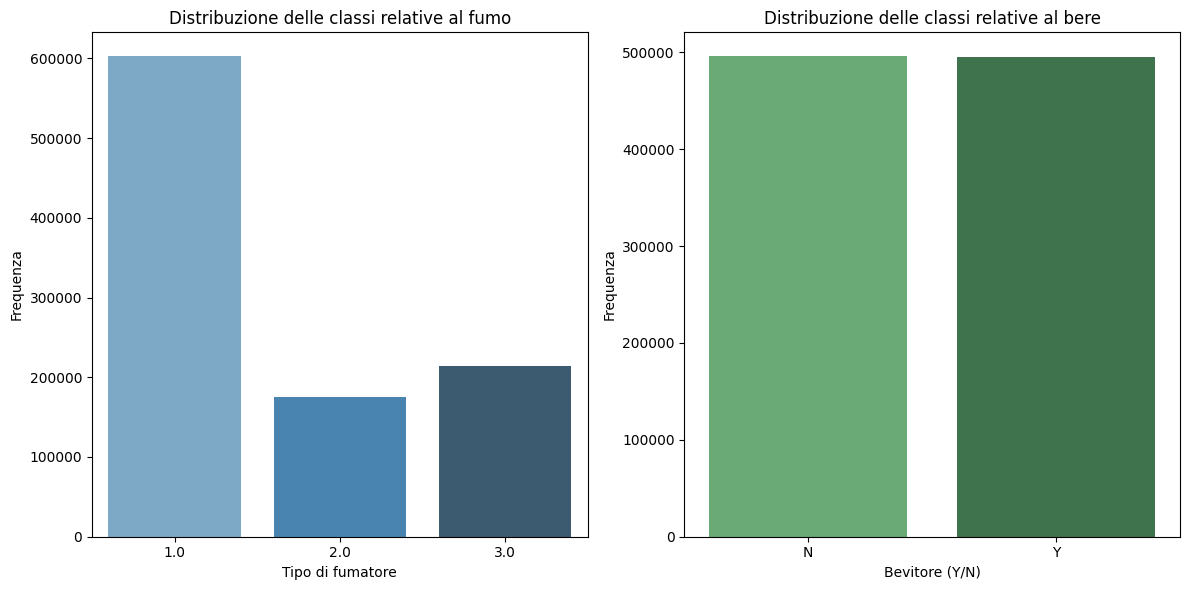 Distribuzione delle classi relative al fumo
600000
500000
400000
300000
200000
100000
0
Frequenza
1.0 2.0 3.0
Tipo di fumatore
Distribuzione delle classi relative al bere
500000
400000
300000
200000
100000
0
Frequenza
N Y
Bevitore (Y/N)